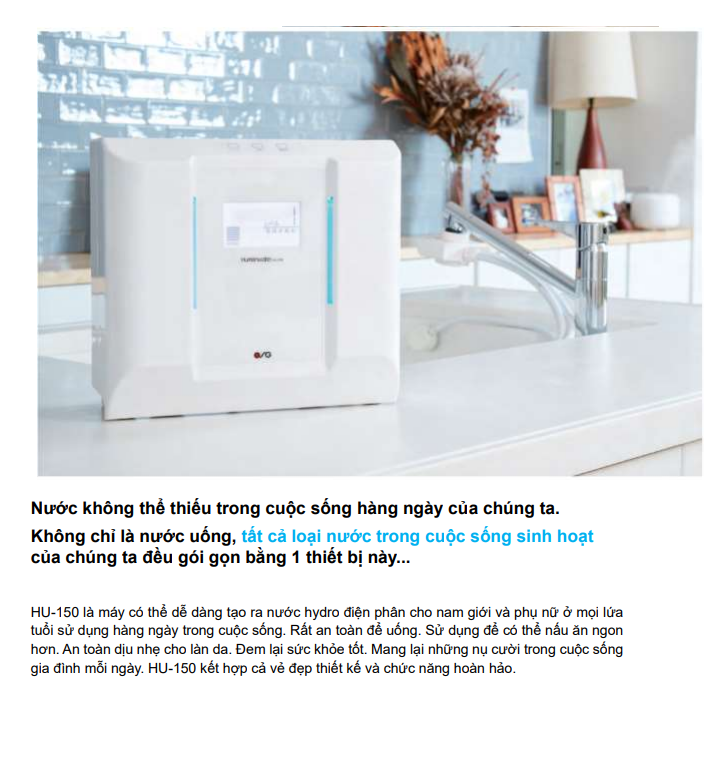 OSG
Nước không thể thiếu trong cuộc sống hàng ngày của chúng ta.
Không chỉ là nước uống, tất cả loại nước trong cuộc sống sinh hoạt
của chúng ta đều gói gọn bằng 1 thiết bị này...
HU-150 là máy có thể dễ dàng tạo ra nước hydro điện phân cho nam giới và phụ nữ ở mọi lứa
tuổi sử dụng hàng ngày trong cuộc sống. Rất an toàn để uống. Sử dụng để có thể nấu ăn ngon
hơn. An toàn dịu nhẹ cho làn da. Đem lại sức khỏe tốt. Mang lại những nụ cười trong cuộc sống
gia đình mỗi ngày. HU-150 kết hợp cả vẻ đẹp thiết kế và chức năng hoàn hảo.